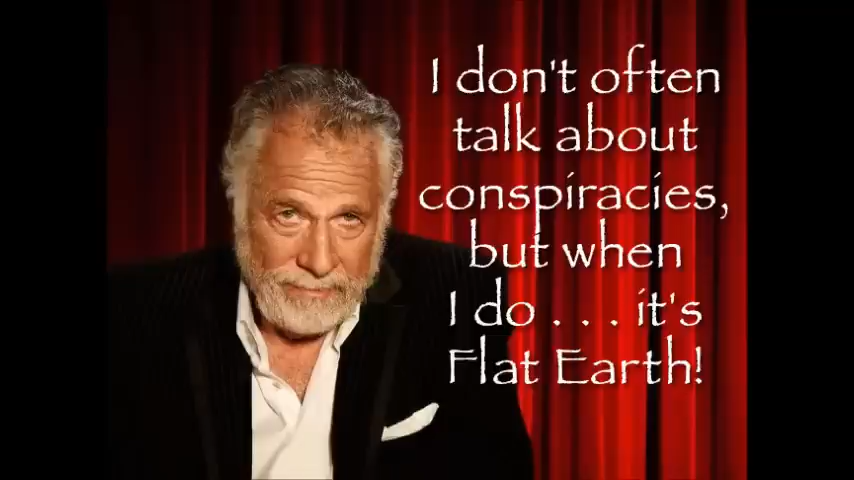 I don't often
talk about
conspiracies,
but when
I do . . . it's
Flat Earth!